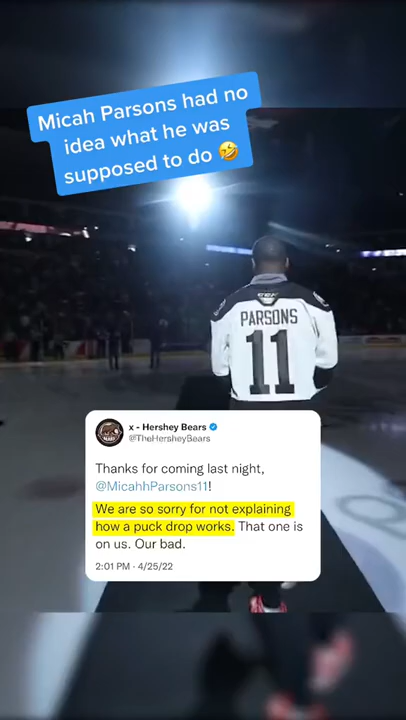 Micah Parsons had no
idea what he was
supposed to do 🤣
CCM
PARSONS
11
x - Hershey Bears
@TheHersheyBears
Thanks for coming last night,
@MicahhParsons11!
We are so sorry for not explaining
how a puck drop works. That one is
on us. Our bad.
2:01 PM · 4/25/22